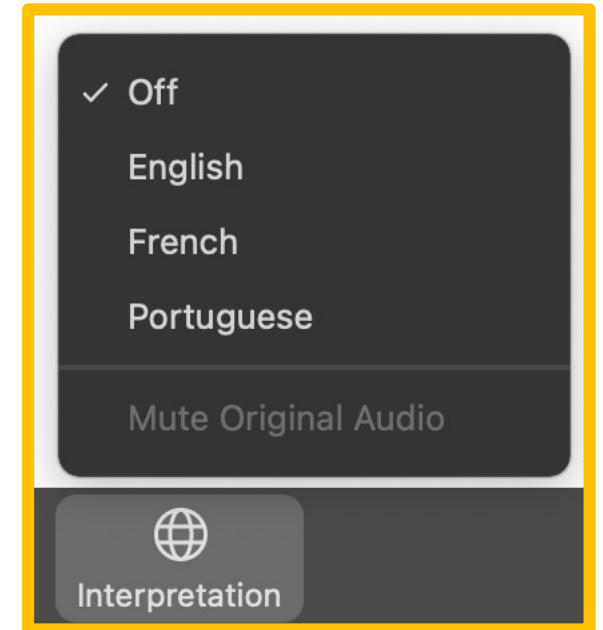 ✓ Off
English
French
Portuguese
Mute Original Audio
Interpretation